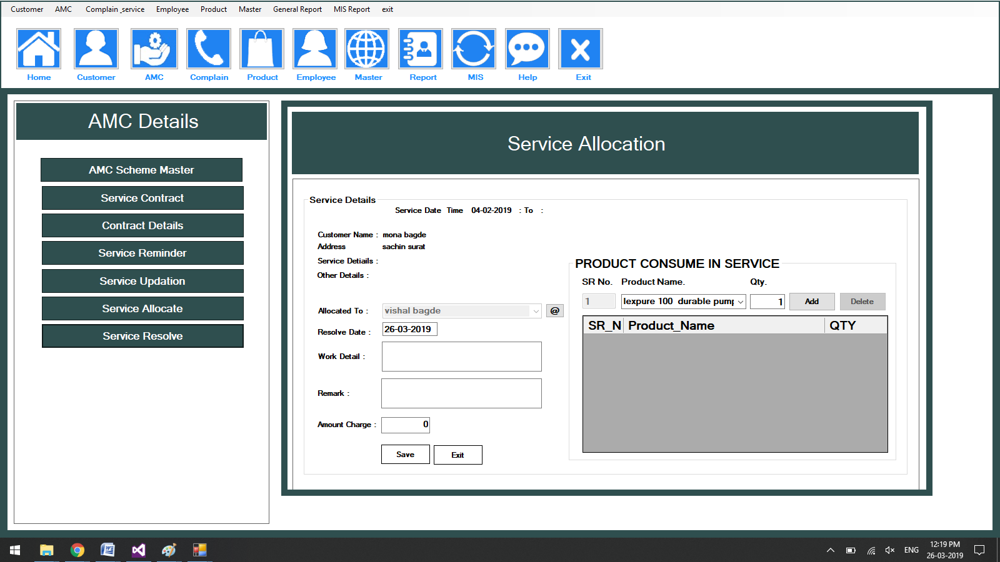 Customer AMC Complain_service Employee Product Master General Report MIS Report exit
Home Customer AMC Complain Product Employee Master Report MIS Help Exit
AMC Details
AMC Scheme Master
Service Contract
Contract Details
Service Reminder
Service Updation
Service Allocate
Service Resolve
Service Allocation
Service Details
Service Date Time 04-02-2019 : To :
Customer Name : mona bagde
Address sachin surat
Service Detiails :
Other Details :
Allocated To : vishal bagde @
Resolve Date : 26-03-2019
Work Detail :
Remark :
Amount Charge : 0
Save Exit
PRODUCT CONSUME IN SERVICE
SR No. Product Name. Qty.
1 lexpure 100 durable pump 1 Add Delete
SR_N Product_Name QTY
ENG
12:19 PM
26-03-2019